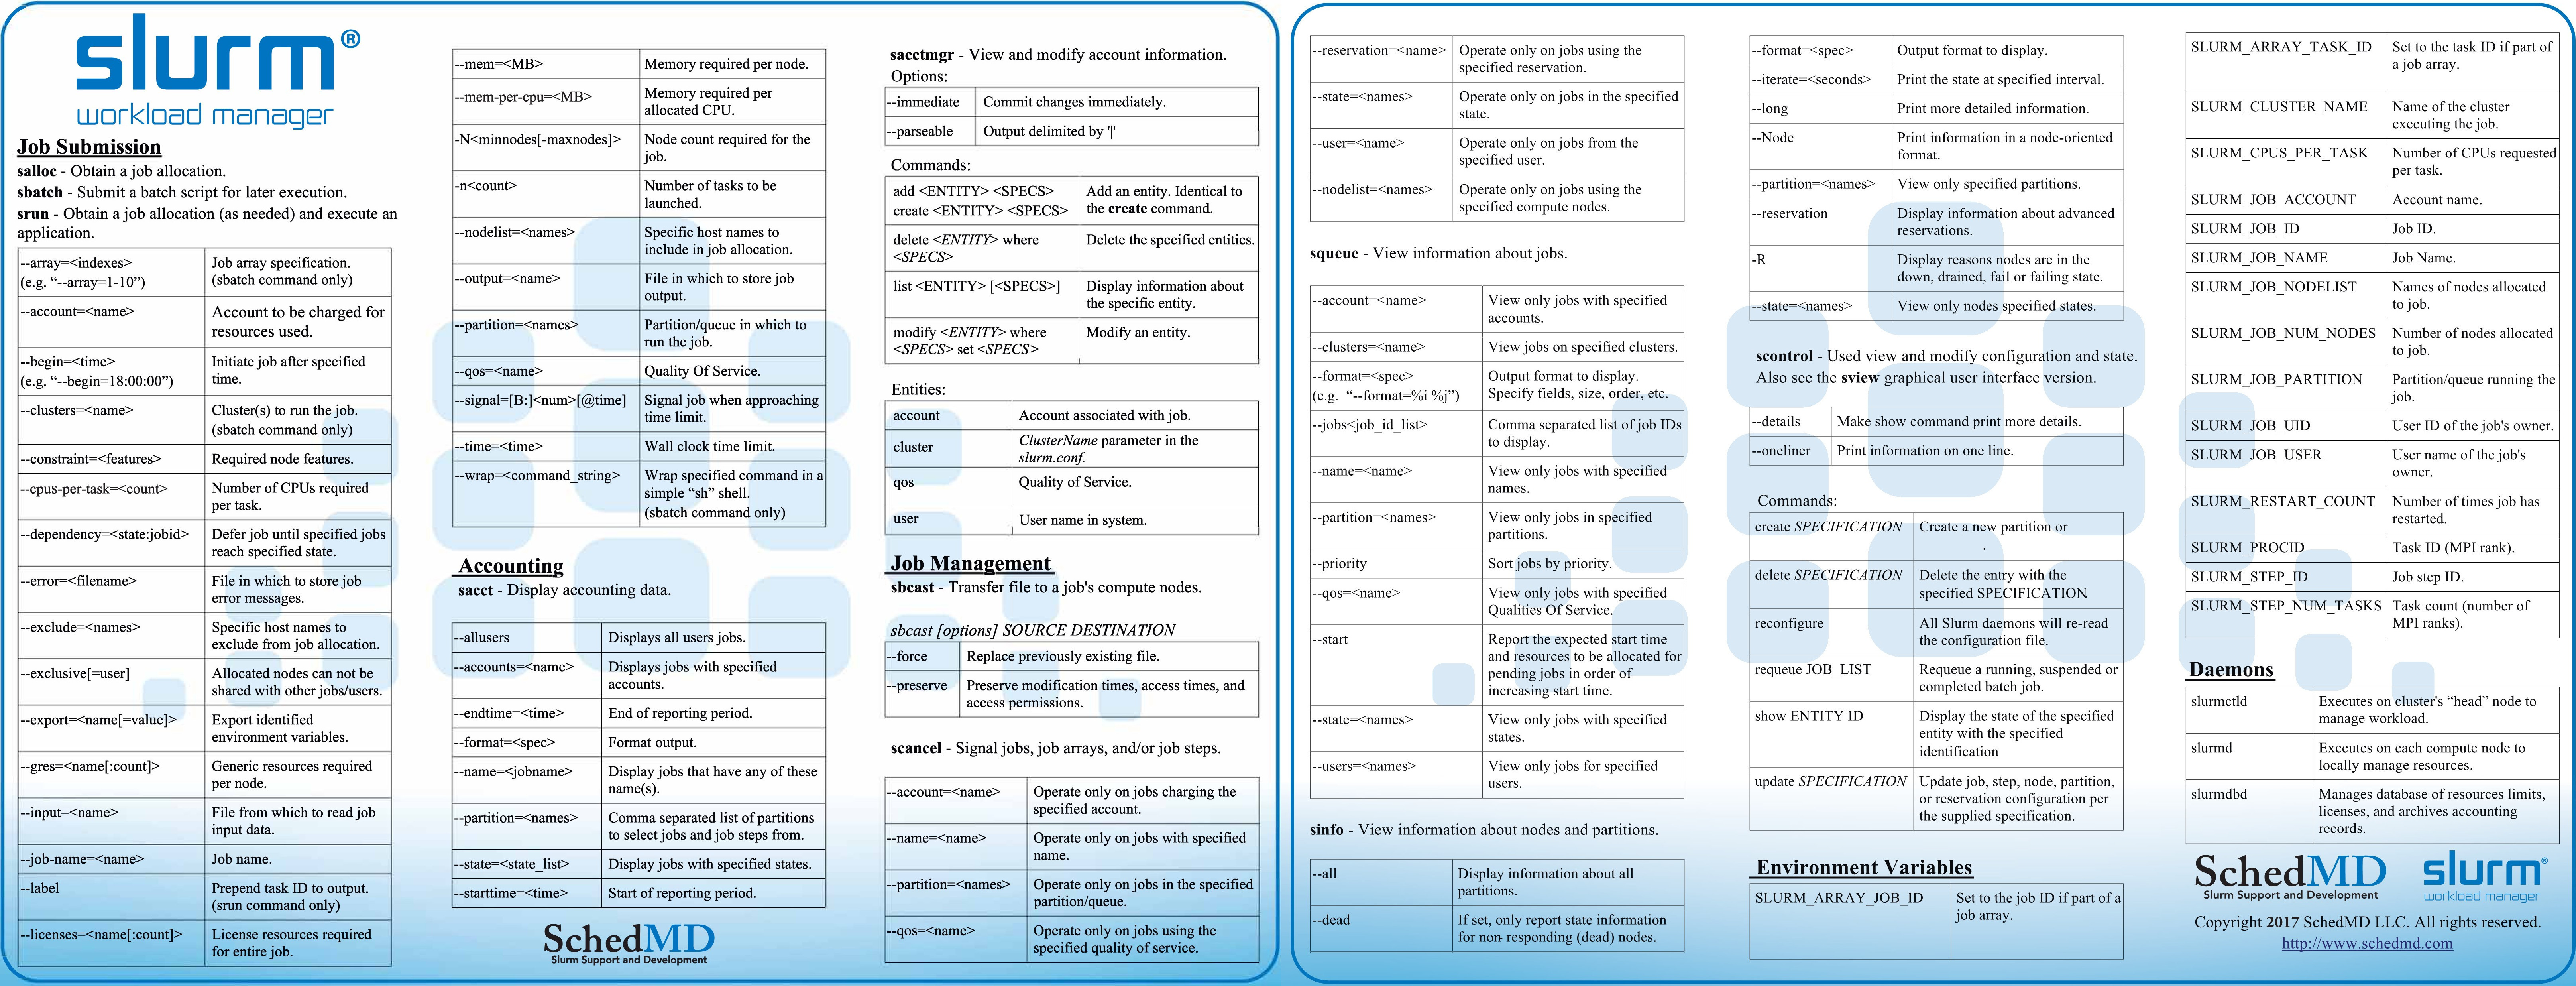 slurm®
workload manager
Job Submission
salloc - Obtain a job allocation.
sbatch - Submit a batch script for later execution.
srun - Obtain a job allocation (as needed) and execute an
application.
--array=<indexes> Job array specification.
(e.g. “--array=1-10”) (sbatch command only)
--account=<name> Account to be charged for
resources used.
--begin=<time> Initiate job after specified
(e.g. “--begin=18:00:00”) time.
--clusters=<name> Cluster(s) to run the job.
(sbatch command only)
--constraint=<features> Required node features.
--cpus-per-task=<count> Number of CPUs required
per task.
--dependency=<state:jobid> Defer job until specified jobs
reach specified state.
--error=<filename> File in which to store job
error messages.
--exclude=<names> Specific host names to
exclude from job allocation.
--exclusive[=user] Allocated nodes can not be
shared with other jobs/users.
--export=<name[=value]> Export identified
environment variables.
--gres=<name[:count]> Generic resources required
per node.
--input=<name> File from which to read job
input data.
--job-name=<name> Job name.
--label Prepend task ID to output.
(srun command only)
--licenses=<name[:count]> License resources required
for entire job.
--mem=<MB> Memory required per node.
--mem-per-cpu=<MB> Memory required per
allocated CPU.
-N<minnodes[-maxnodes]> Node count required for the
job.
-n<count> Number of tasks to be
launched.
--nodelist=<names> Specific host names to
include in job allocation.
--output=<name> File in which to store job
output.
--partition=<names> Partition/queue in which to
run the job.
--qos=<name> Quality Of Service.
--signal=[B:]<num>[@time] Signal job when approaching
time limit.
--time=<time> Wall clock time limit.
--wrap=<command_string> Wrap specified command in a
simple “sh” shell.
(sbatch command only)
Accounting
sacct - Display accounting data.
--allusers Displays all users jobs.
--accounts=<name> Displays jobs with specified
accounts.
--endtime=<time> End of reporting period.
--format=<spec> Format output.
--name=<jobname> Display jobs that have any of these
name(s).
--partition=<names> Comma separated list of partitions
to select jobs and job steps from.
--state=<state_list> Display jobs with specified states.
--starttime=<time> Start of reporting period.
SchedMD
Slurm Support and Development
sacctmgr - View and modify account information.
Options:
--immediate Commit changes immediately.
--parseable Output delimited by '|'
Commands:
add <ENTITY> <SPECS> Add an entity. Identical to
create <ENTITY> <SPECS> the create command.
delete <ENTITY> where Delete the specified entities.
<SPECS>
list <ENTITY> [<SPECS>] Display information about
the specific entity.
modify <ENTITY> where Modify an entity.
<SPECS> set <SPECS>
Entities:
account Account associated with job.
cluster ClusterName parameter in the
slurm.conf.
qos Quality of Service.
user User name in system.
Job Management
sbcast - Transfer file to a job's compute nodes.
sbcast [options] SOURCE DESTINATION
--force Replace previously existing file.
--preserve Preserve modification times, access times, and
access permissions.
scancel - Signal jobs, job arrays, and/or job steps.
--account=<name> Operate only on jobs charging the
specified account.
--name=<name> Operate only on jobs with specified
name.
--partition=<names> Operate only on jobs in the specified
partition/queue.
--qos=<name> Operate only on jobs using the
specified quality of service.
--reservation=<name> Operate only on jobs using the
specified reservation.
--state=<names> Operate only on jobs in the specified
state.
--user=<name> Operate only on jobs from the
specified user.
--nodelist=<names> Operate only on jobs using the
specified compute nodes.
squeue - View information about jobs.
--account=<name> View only jobs with specified
accounts.
--clusters=<name> View jobs on specified clusters.
--format=<spec> Output format to display.
(e.g. “--format=%i %j”) Specify fields, size, order, etc.
--jobs<job_id_list> Comma separated list of job IDs
to display.
--name=<name> View only jobs with specified
names.
--partition=<names> View only jobs in specified
partitions.
--priority Sort jobs by priority.
--qos=<name> View only jobs with specified
Qualities Of Service.
--start Report the expected start time
and resources to be allocated for
pending jobs in order of
increasing start time.
--state=<names> View only jobs with specified
states.
--users=<names> View only jobs for specified
users.
sinfo - View information about nodes and partitions.
--all Display information about all
partitions.
--dead If set, only report state information
for non- responding (dead) nodes.
--format=<spec> Output format to display.
--iterate=<seconds> Print the state at specified interval.
--long Print more detailed information.
--Node Print information in a node-oriented
format.
--partition=<names> View only specified partitions.
--reservation Display information about advanced
reservations.
-R Display reasons nodes are in the
down, drained, fail or failing state.
--state=<names> View only nodes specified states.
scontrol - Used view and modify configuration and state.
Also see the sview graphical user interface version.
--details Make show command print more details.
--oneliner Print information on one line.
Commands:
create SPECIFICATION Create a new partition or
.
delete SPECIFICATION Delete the entry with the
specified SPECIFICATION
reconfigure All Slurm daemons will re-read
the configuration file.
requeue JOB_LIST Requeue a running, suspended or
completed batch job.
show ENTITY ID Display the state of the specified
entity with the specified
identification
update SPECIFICATION Update job, step, node, partition,
or reservation configuration per
the supplied specification.
Environment Variables
SLURM_ARRAY_JOB_ID Set to the job ID if part of a
job array.
SLURM_ARRAY_TASK_ID Set to the task ID if part of
a job array.
SLURM_CLUSTER_NAME Name of the cluster
executing the job.
SLURM_CPUS_PER_TASK Number of CPUs requested
per task.
SLURM_JOB_ACCOUNT Account name.
SLURM_JOB_ID Job ID.
SLURM_JOB_NAME Job Name.
SLURM_JOB_NODELIST Names of nodes allocated
to job.
SLURM_JOB_NUM_NODES Number of nodes allocated
to job.
SLURM_JOB_PARTITION Partition/queue running the
job.
SLURM_JOB_UID User ID of the job's owner.
SLURM_JOB_USER User name of the job's
owner.
SLURM_RESTART_COUNT Number of times job has
restarted.
SLURM_PROCID Task ID (MPI rank).
SLURM_STEP_ID Job step ID.
SLURM_STEP_NUM_TASKS Task count (number of
MPI ranks).
Daemons
slurmctld Executes on cluster's “head” node to
manage workload.
slurmd Executes on each compute node to
locally manage resources.
slurmdbd Manages database of resources limits,
licenses, and archives accounting
records.
SchedMD
Slurm Support and Development
slurm®
workload manager
Copyright 2017 SchedMD LLC. All rights reserved.
http://www.schedmd.com